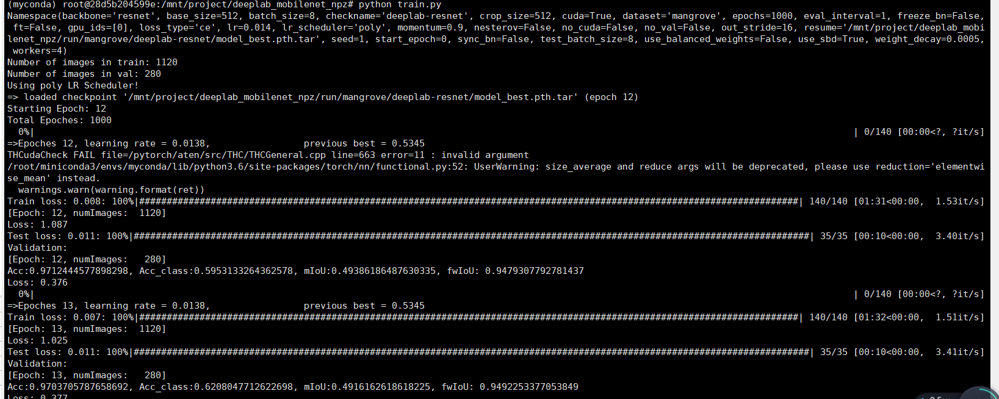 (myconda) root@28d5b204599e:/mnt/project/deeplab_mobilenet_npz# python train.py
Namespace(backbone='resnet', base_size=512, batch_size=8, checkname='deeplab-resnet', crop_size=512, cuda=True, dataset='mangrove', epochs=1000, eval_interval=1, freeze_bn=False,
 ft=False, gpu_ids=[0], loss_type='ce', lr=0.014, lr_scheduler='poly', momentum=0.9, nesterov=False, no_cuda=False, no_val=False, out_stride=16, resume='/mnt/project/deeplab_mobi
lenet_npz/run/mangrove/deeplab-resnet/model_best.pth.tar', seed=1, start_epoch=0, sync_bn=False, test_batch_size=8, use_balanced_weights=False, use_sbd=True, weight_decay=0.0005,
 workers=4)
Number of images in train: 1120
Number of images in val: 280
Using poly LR Scheduler!
=> loaded checkpoint '/mnt/project/deeplab_mobilenet_npz/run/mangrove/deeplab-resnet/model_best.pth.tar' (epoch 12)
Starting Epoch: 12
Total Epoches: 1000
  0%| | 0/140 [00:00<?, ?it/s]
=>Epoches 12, learning rate = 0.0138, previous best = 0.5345
THCudaCheck FAIL file=/pytorch/aten/src/THC/THCGeneral.cpp line=663 error=11 : invalid argument
/root/miniconda3/envs/myconda/lib/python3.6/site-packages/torch/nn/functional.py:52: UserWarning: size_average and reduce args will be deprecated, please use reduction='elementwi
se_mean' instead.
  warnings.warn(warning.format(ret))
Train loss: 0.008: 100%|########################################################################################################################| 140/140 [01:31<00:00,  1.53it/s]
[Epoch: 12, numImages:  1120]
Loss: 1.087
Test loss: 0.011: 100%|###########################################################################################################################| 35/35 [00:10<00:00,  3.40it/s]
Validation:
[Epoch: 12, numImages:   280]
Acc:0.9712444577898298, Acc_class:0.5953133264362578, mIoU:0.49386186487630335, fwIoU: 0.9479307792781437
Loss: 0.376
  0%| | 0/140 [00:00<?, ?it/s]
=>Epoches 13, learning rate = 0.0138, previous best = 0.5345
Train loss: 0.007: 100%|########################################################################################################################| 140/140 [01:32<00:00,  1.51it/s]
[Epoch: 13, numImages:  1120]
Loss: 1.025
Test loss: 0.011: 100%|###########################################################################################################################| 35/35 [00:10<00:00,  3.41it/s]
Validation:
[Epoch: 13, numImages:   280]
Acc:0.9703705787658692, Acc_class:0.6208047712622698, mIoU:0.4916162618618225, fwIoU: 0.9492253377053849
Loss: 0.377